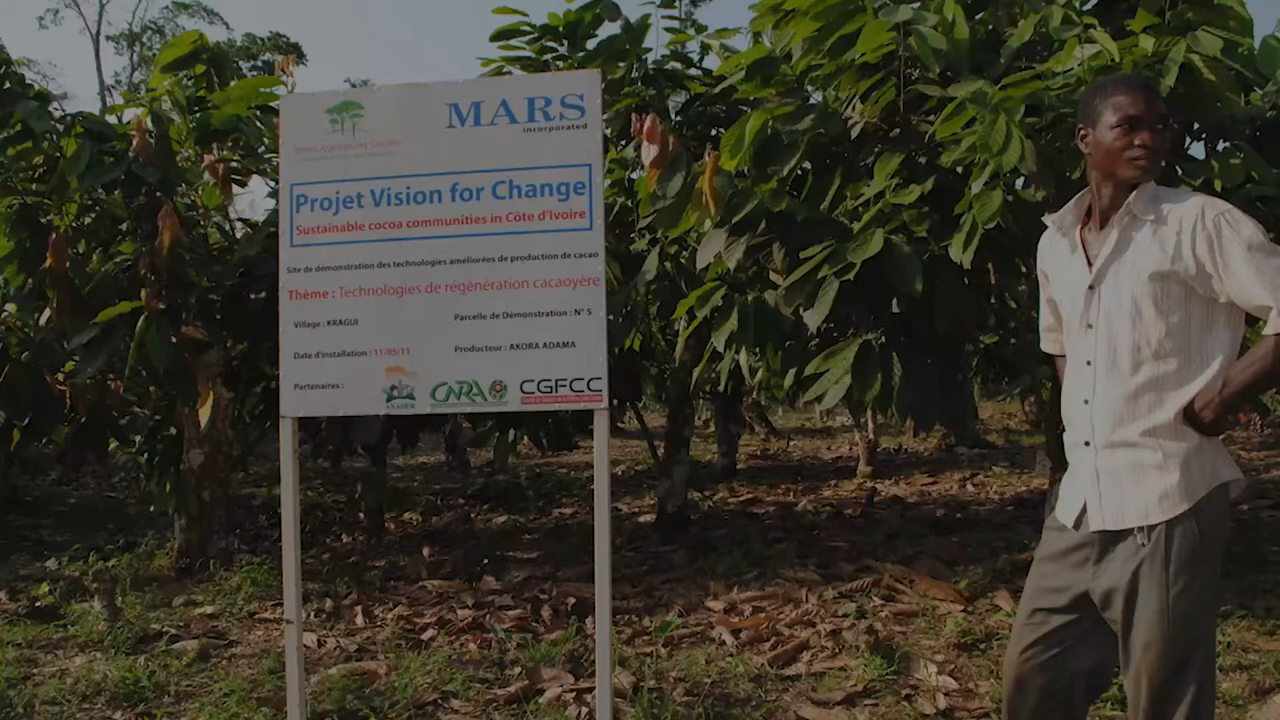 MARS
incorporated
Projet Vision for Change
Sustainable cocoa communities in Côte d'Ivoire
Site de démonstration des technologies améliorées de production de cacao
Thème : Technologies de régénération cacaoyère
Village : KRAGUI
Parcelle de Démonstration : N° 5
Date d'installation : 11/05/11
Producteur : AKORA ADAMA
Partenaires :
ANADER
CNRA
CGFCC